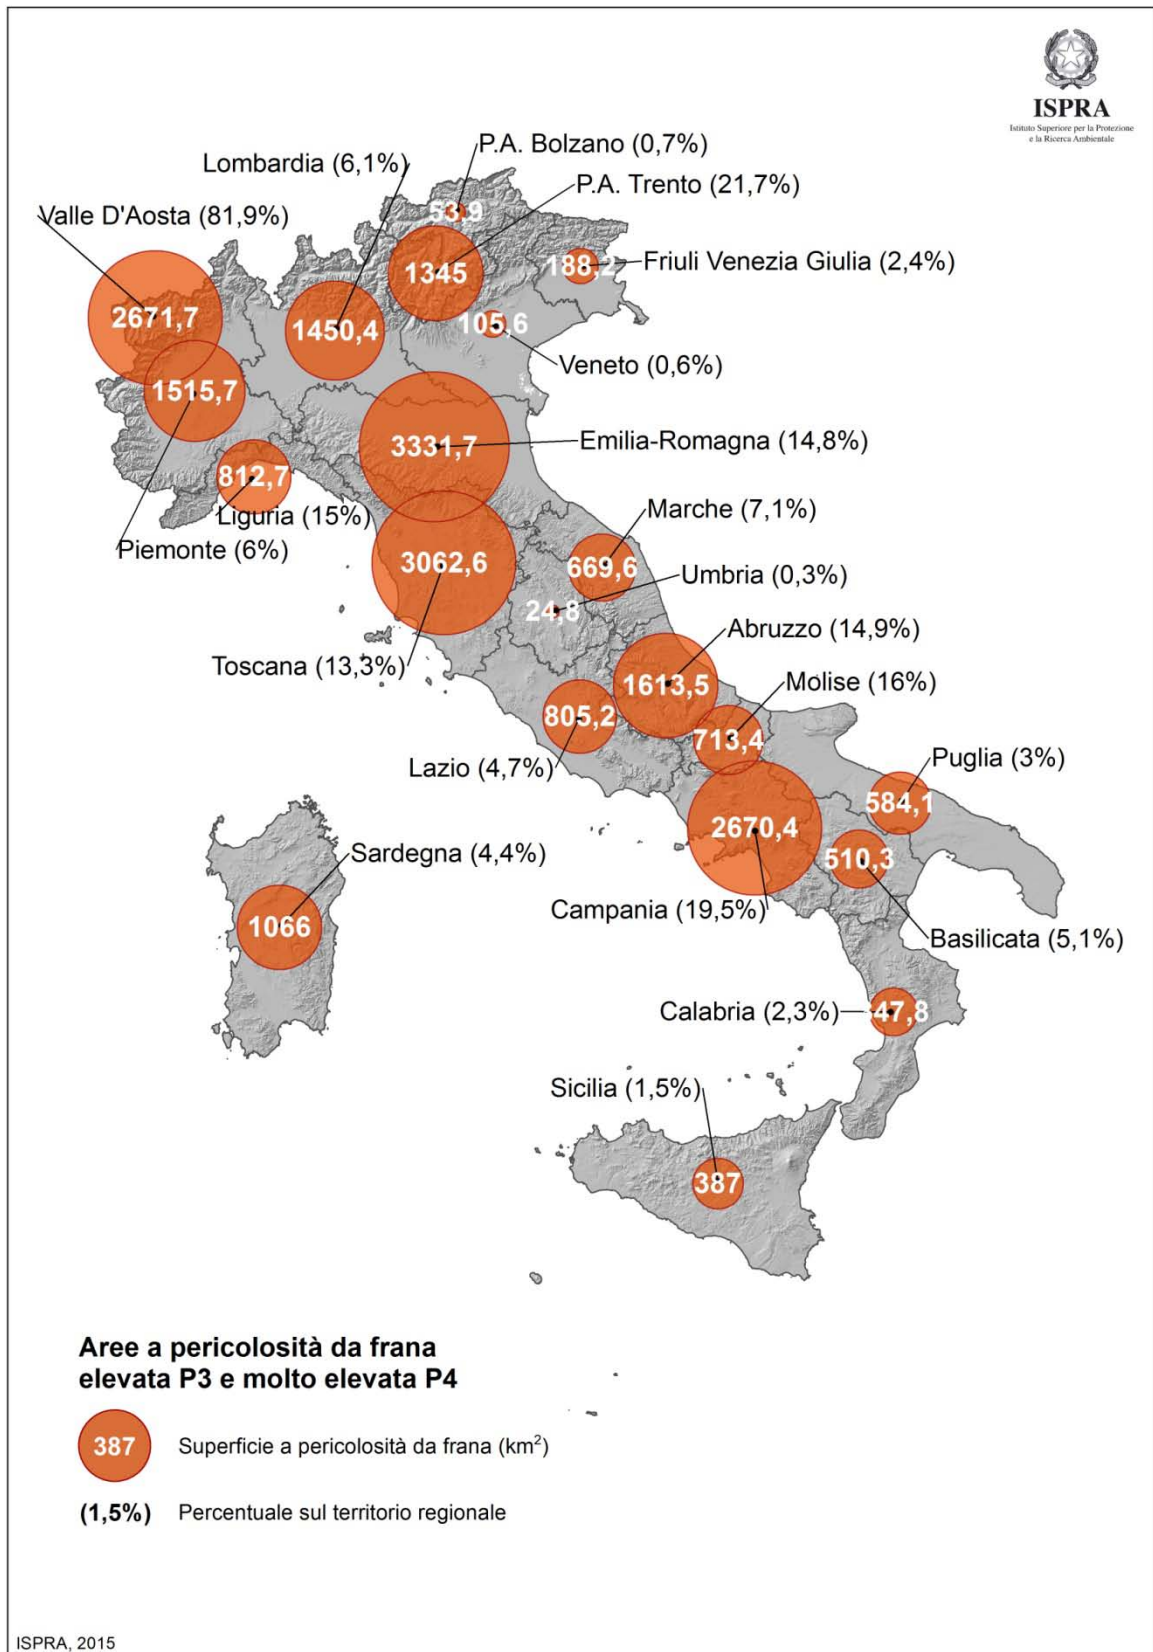 ISPRA
Istituto Superiore per la Protezione
e la Ricerca Ambientale
P.A. Bolzano (0,7%)
Lombardia (6,1%)
P.A. Trento (21,7%)
Valle D'Aosta (81,9%)
53,9
1345
188,2
Friuli Venezia Giulia (2,4%)
2671,7
1450,4
105,6
Veneto (0,6%)
1515,7
3331,7
Emilia-Romagna (14,8%)
812,7
Liguria (15%)
Marche (7,1%)
Piemonte (6%)
3062,6
669,6
Umbria (0,3%)
24,8
Abruzzo (14,9%)
Toscana (13,3%)
1613,5
Molise (16%)
805,2
713,4
Lazio (4,7%)
Puglia (3%)
584,1
2670,4
Sardegna (4,4%)
510,3
Campania (19,5%)
1066
Basilicata (5,1%)
Calabria (2,3%)
47,8
Sicilia (1,5%)
387
Aree a pericolosità da frana
elevata P3 e molto elevata P4
387 Superficie a pericolosità da frana (km²)
(1,5%) Percentuale sul territorio regionale
ISPRA, 2015